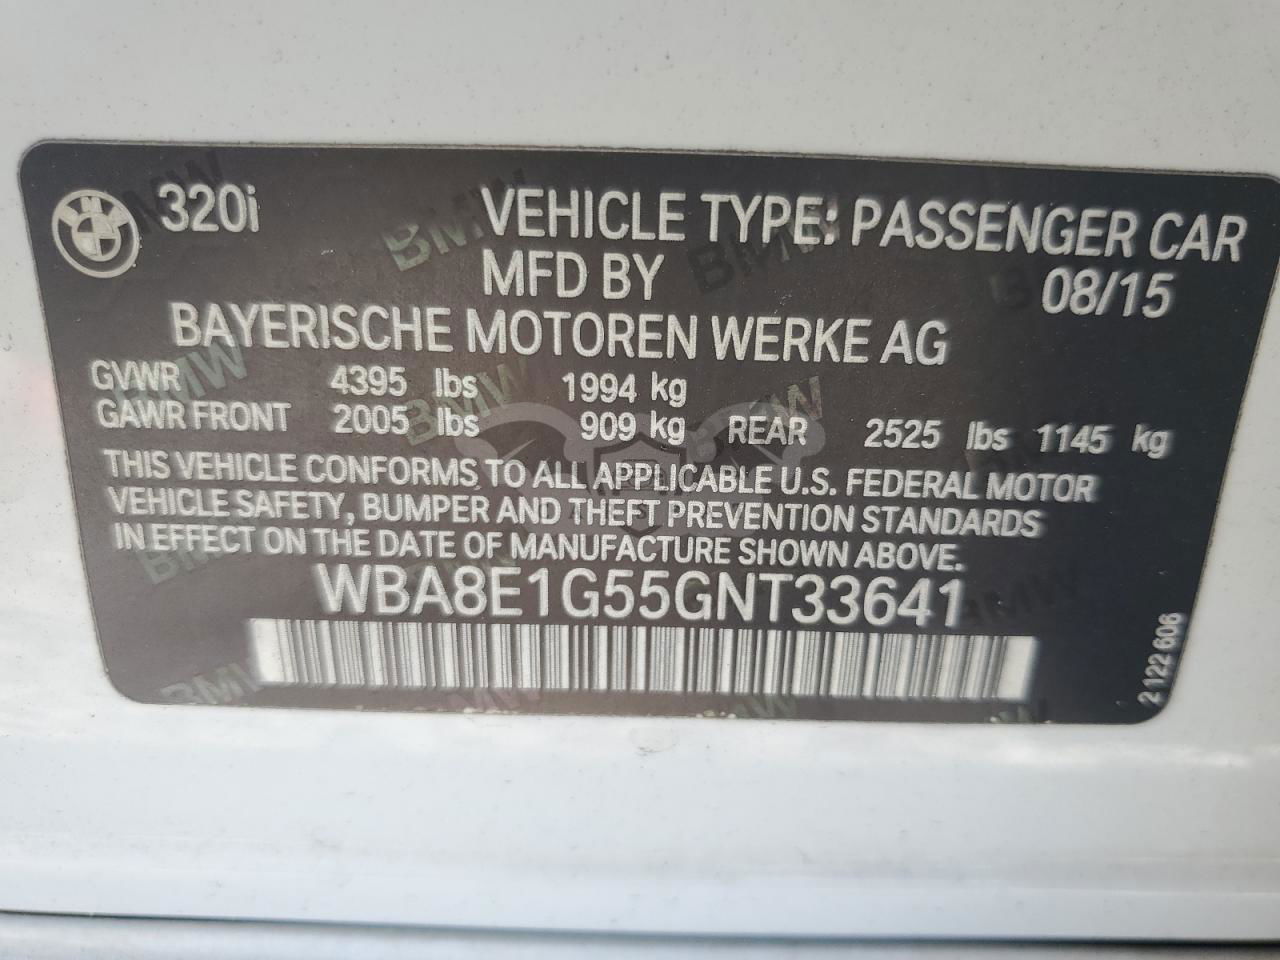 320i VEHICLE TYPE: PASSENGER CAR
MFD BY 08/15
BAYERISCHE MOTOREN WERKE AG
GVWR 4395 lbs 1994 kg
GAWR FRONT 2005 lbs 909 kg REAR 2525 lbs 1145 kg
THIS VEHICLE CONFORMS TO ALL APPLICABLE U.S. FEDERAL MOTOR
VEHICLE SAFETY, BUMPER AND THEFT PREVENTION STANDARDS
IN EFFECT ON THE DATE OF MANUFACTURE SHOWN ABOVE.
WBA8E1G55GNT33641
2 122 606